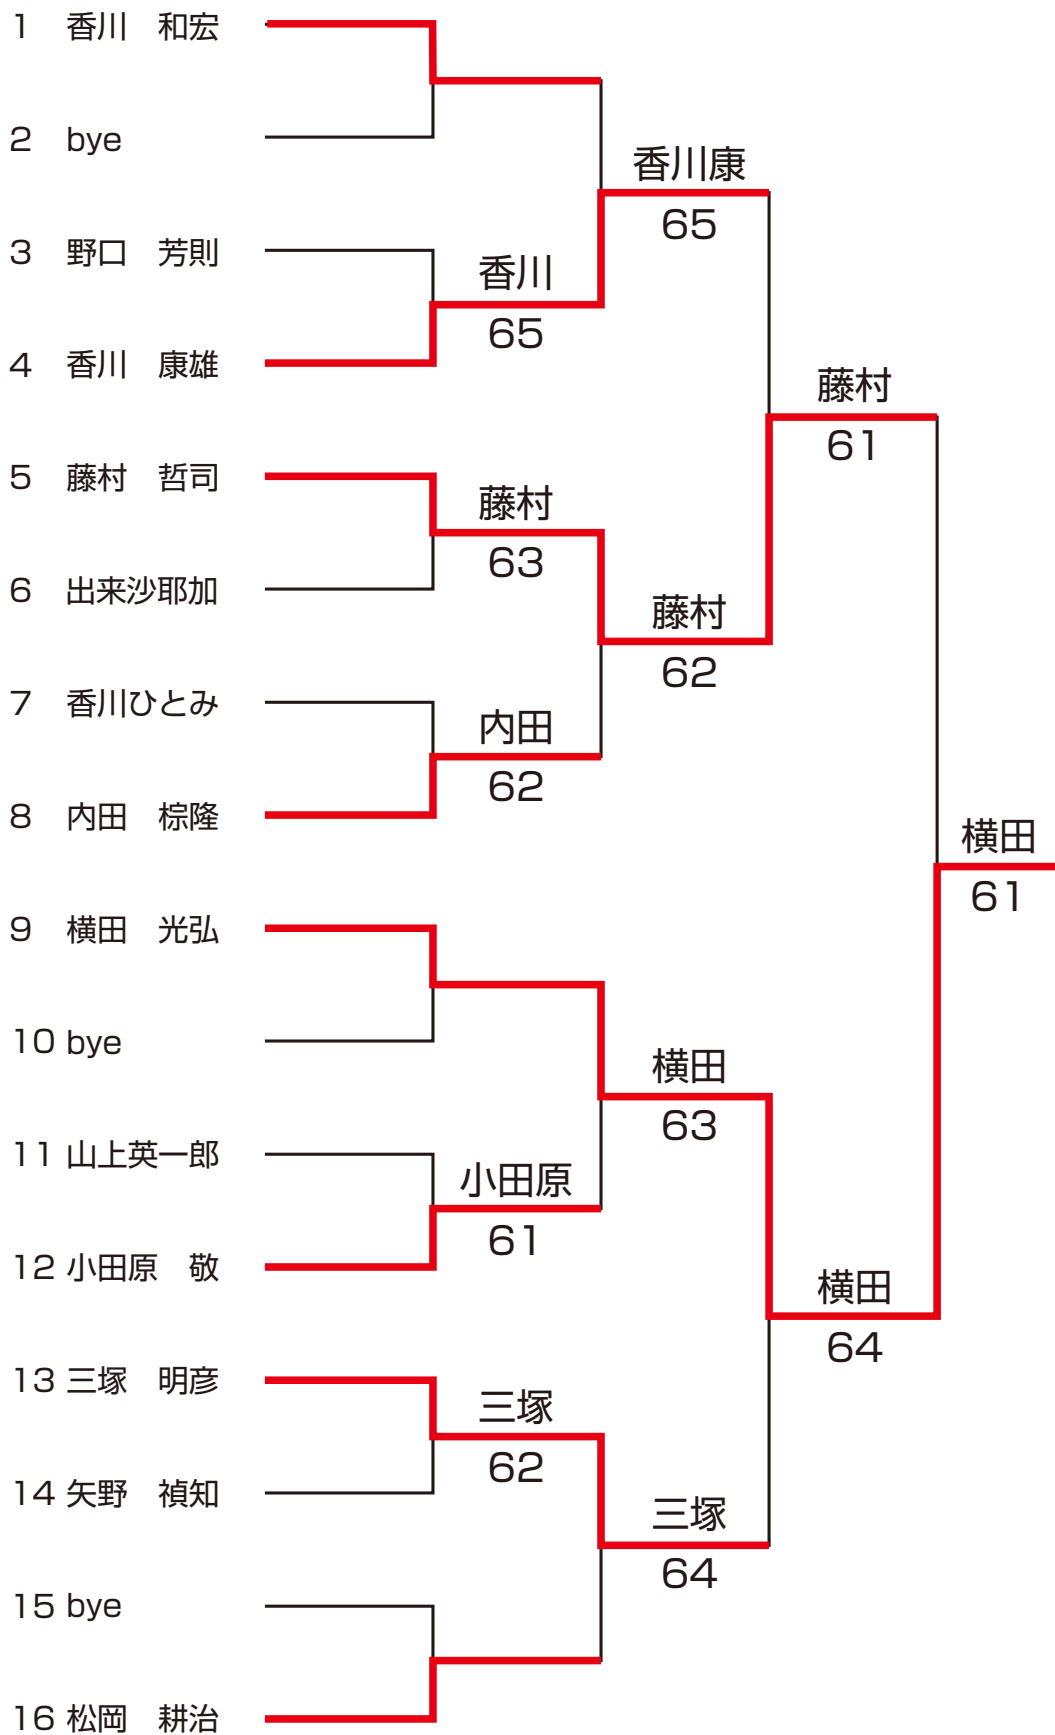 1 香川 和宏
2 bye
3 野口 芳則
4 香川 康雄
5 藤村 哲司
6 出来沙耶加
7 香川ひとみ
8 内田 棕隆
9 横田 光弘
10 bye
11 山上英一郎
12 小田原 敬
13 三塚 明彦
14 矢野 禎知
15 bye
16 松岡 耕治
香川
65
藤村
63
内田
62
小田原
61
三塚
62
香川康
65
藤村
62
横田
63
三塚
64
藤村
61
横田
64
横田
61